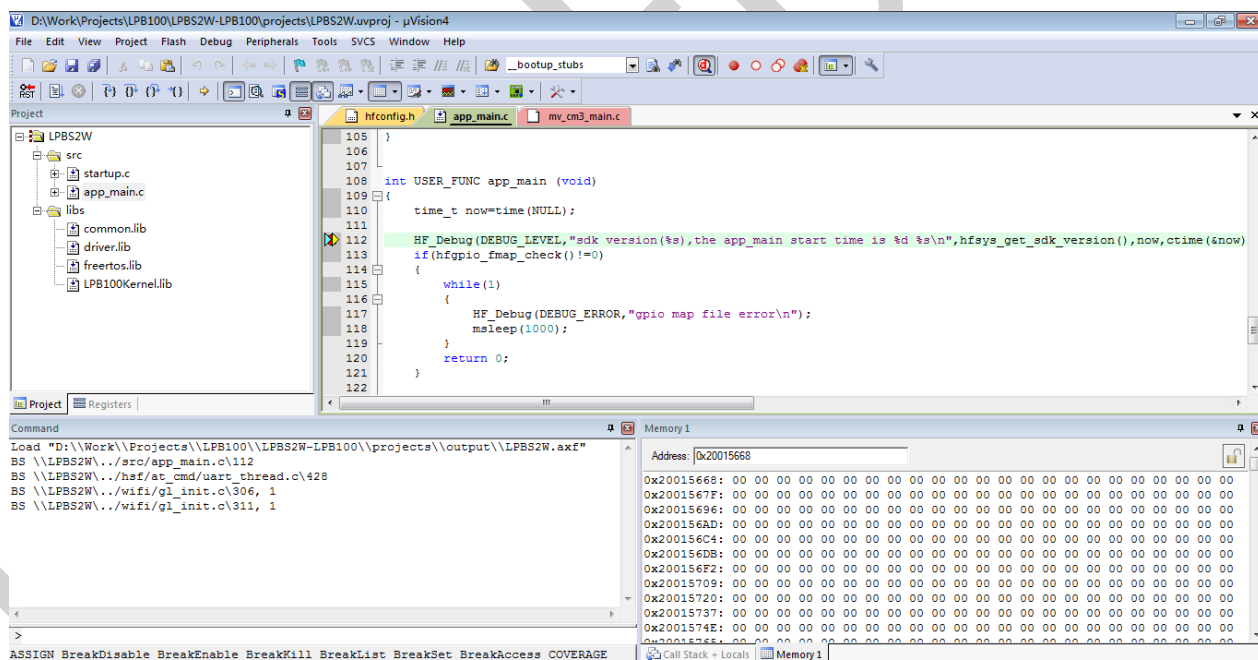 D:\Work\Projects\LPB100\LPBS2W-LPB100\projects\LPBS2W.uvproj - µVision4
File Edit View Project Flash Debug Peripherals Tools SVCS Window Help
__bootup_stubs
RST
Project
LPBS2W
src
startup.c
app_main.c
libs
common.lib
driver.lib
freertos.lib
LPB100Kernel.lib
Project Registers
hfconfig.h app_main.c mv_cm3_main.c
105 }
106
107
108 int USER_FUNC app_main (void)
109 {
110 time_t now=time(NULL);
111
112 HF_Debug(DEBUG_LEVEL,"sdk version(%s),the app_main start time is %d %s\n",hfsys_get_sdk_version(),now,ctime(&now)
113 if(hfgpio_fmap_check()!=0)
114 {
115 while(1)
116 {
117 HF_Debug(DEBUG_ERROR,"gpio map file error\n");
118 msleep(1000);
119 }
120 return 0;
121 }
122
Command
Load "D:\\Work\\Projects\\LPB100\\LPBS2W-LPB100\\projects\\output\\LPBS2W.axf"
BS \\LPBS2W\../src/app_main.c\112
BS \\LPBS2W\../hsf/at_cmd/uart_thread.c\428
BS \\LPBS2W\../wifi/gl_init.c\306, 1
BS \\LPBS2W\../wifi/gl_init.c\311, 1
>
ASSIGN BreakDisable BreakEnable BreakKill BreakList BreakSet BreakAccess COVERAGE
Memory 1
Address: 0x20015668
0x20015668: 00 00 00 00 00 00 00 00 00 00 00 00 00 00 00 00 00 00 00 00 00 00 00
0x2001567F: 00 00 00 00 00 00 00 00 00 00 00 00 00 00 00 00 00 00 00 00 00 00 00
0x20015696: 00 00 00 00 00 00 00 00 00 00 00 00 00 00 00 00 00 00 00 00 00 00 00
0x200156AD: 00 00 00 00 00 00 00 00 00 00 00 00 00 00 00 00 00 00 00 00 00 00 00
0x200156C4: 00 00 00 00 00 00 00 00 00 00 00 00 00 00 00 00 00 00 00 00 00 00 00
0x200156DB: 00 00 00 00 00 00 00 00 00 00 00 00 00 00 00 00 00 00 00 00 00 00 00
0x200156F2: 00 00 00 00 00 00 00 00 00 00 00 00 00 00 00 00 00 00 00 00 00 00 00
0x20015709: 00 00 00 00 00 00 00 00 00 00 00 00 00 00 00 00 00 00 00 00 00 00 00
0x20015720: 00 00 00 00 00 00 00 00 00 00 00 00 00 00 00 00 00 00 00 00 00 00 00
0x20015737: 00 00 00 00 00 00 00 00 00 00 00 00 00 00 00 00 00 00 00 00 00 00 00
0x2001574E: 00 00 00 00 00 00 00 00 00 00 00 00 00 00 00 00 00 00 00 00 00 00 00
Call Stack + Locals Memory 1